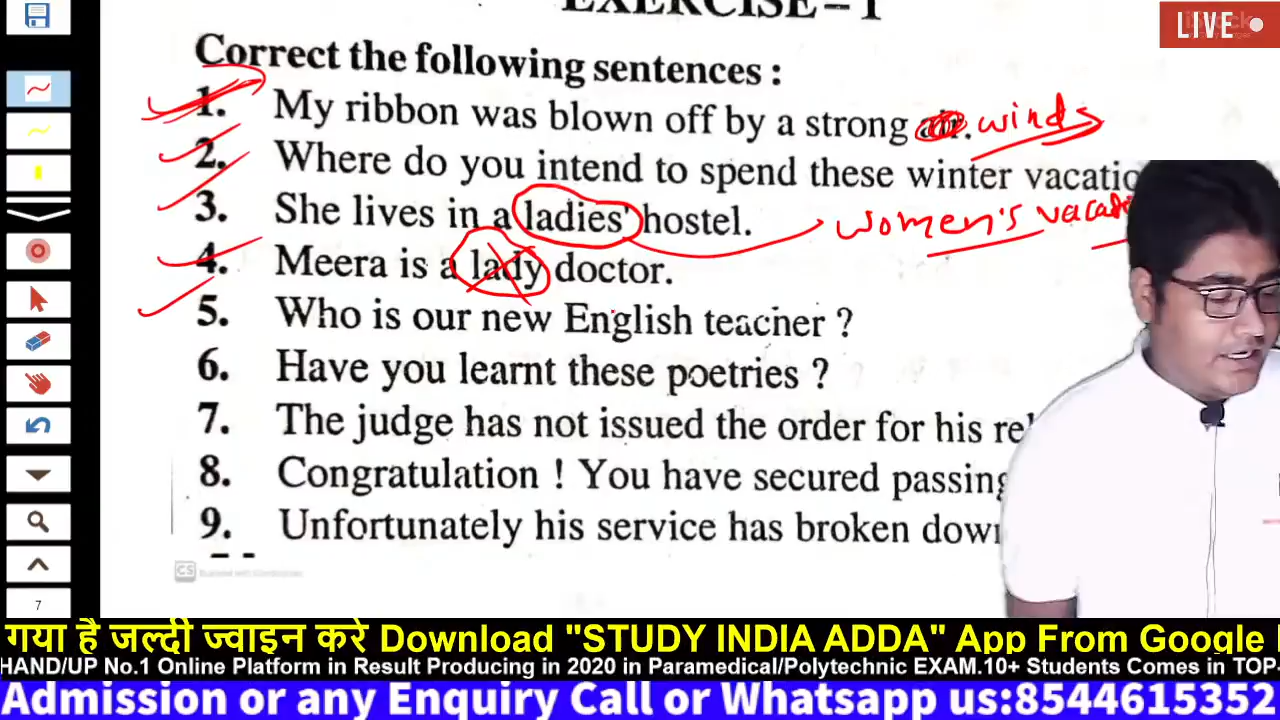 EXERCISE – 1
LIVE
Correct the following sentences :
1. My ribbon was blown off by a strong air. winds
2. Where do you intend to spend these winter
3. She lives in a ladies' hostel. women's
4. Meera is a lady doctor.
5. Who is our new English teacher ?
6. Have you learnt these poetries ?
7. The judge has not issued the order for his
8. Congratulation ! You have secured passing
9. Unfortunately his service has broken down
CS
7
गया है जल्दी ज्वाइन करे Download "STUDY INDIA ADDA" App From Google
HAND/UP No.1 Online Platform in Result Producing in 2020 in Paramedical/Polytechnic EXAM.10+ Students Comes in TOP-
Admission or any Enquiry Call or Whatsapp us:8544615352